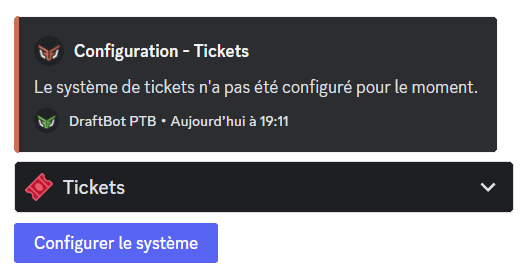 Configuration - Tickets
Le système de tickets n'a pas été configuré pour le moment.
DraftBot PTB • Aujourd'hui à 19:11
Tickets
Configurer le système